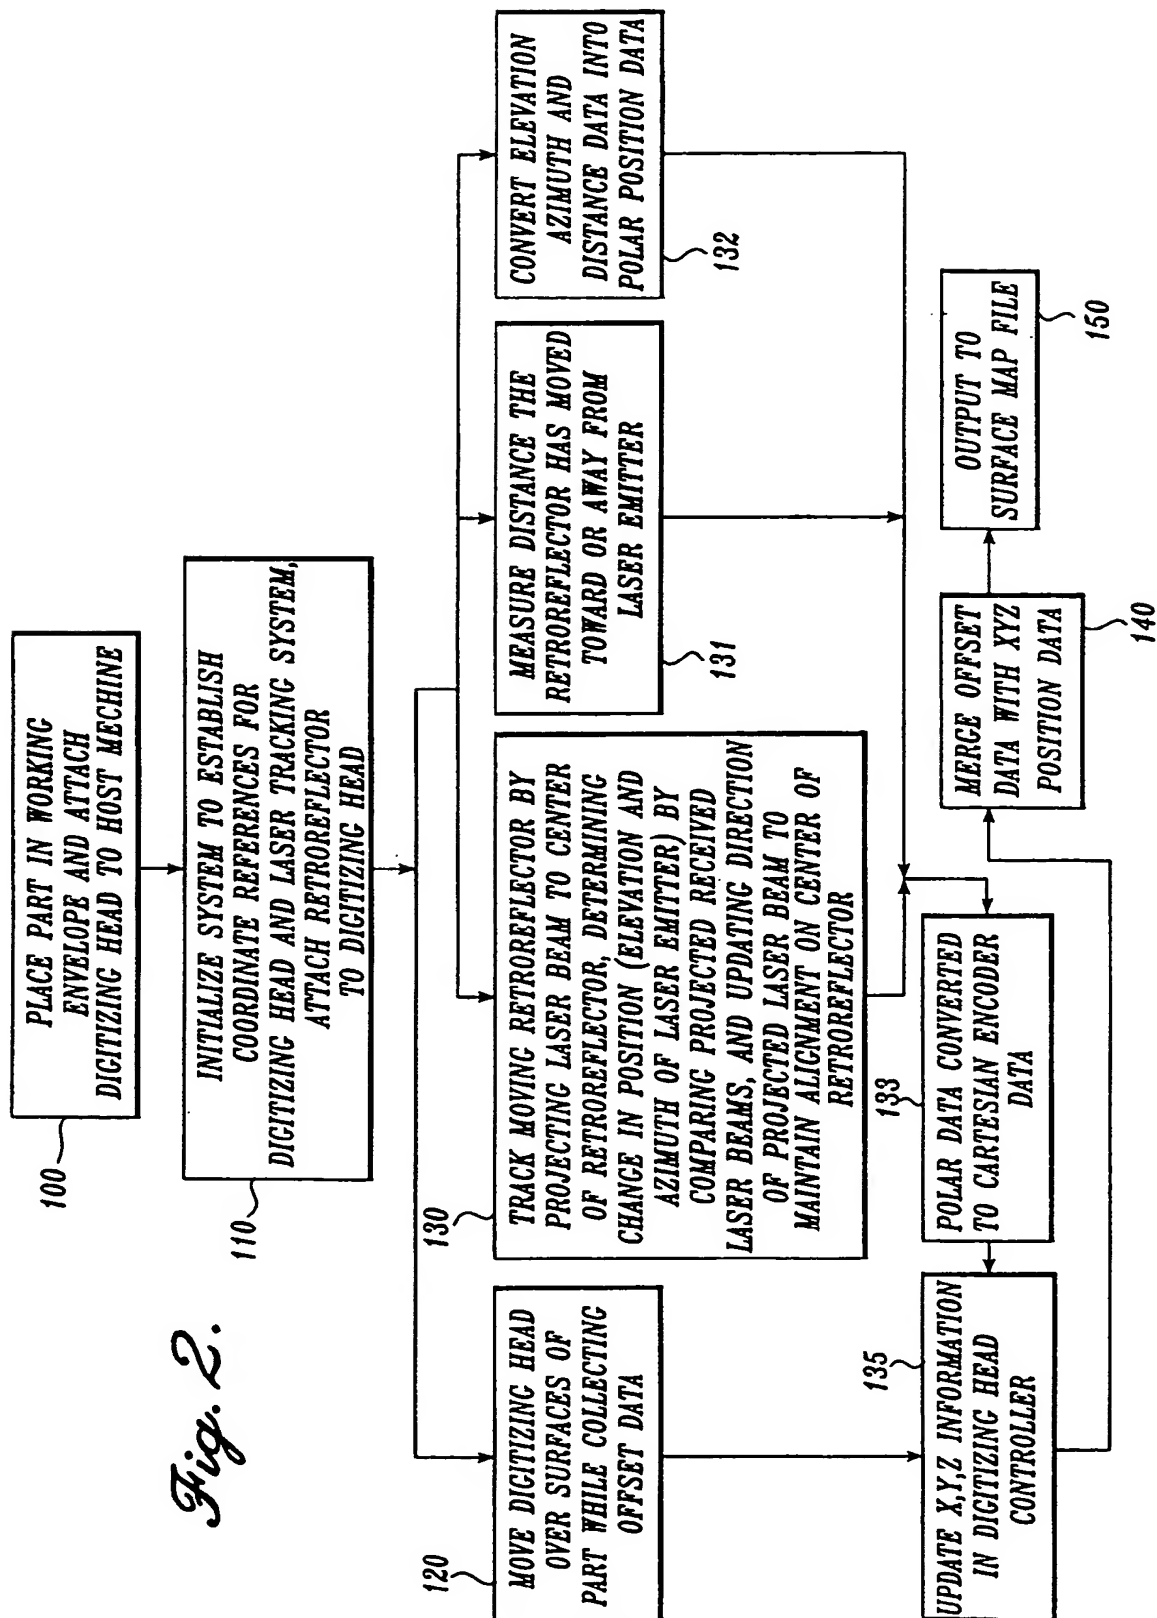 Fig. 2.
PLACE PART IN WORKING
ENVELOPE AND ATTACH
DIGITIZING HEAD TO HOST MECHINE
100
INITIALIZE SYSTEM TO ESTABLISH
COORDINATE REFERENCES FOR
DIGITIZING HEAD AND LASER TRACKING SYSTEM,
ATTACH RETROREFLECTOR
TO DIGITIZING HEAD
110
MOVE DIGITIZING HEAD
OVER SURFACES OF
PART WHILE COLLECTING
OFFSET DATA
120
TRACK MOVING RETROREFLECTOR BY
PROJECTING LASER BEAM TO CENTER
OF RETROREFLECTOR, DETERMINING
CHANGE IN POSITION (ELEVATION AND
AZIMUTH OF LASER EMITTER) BY
COMPARING PROJECTED RECEIVED
LASER BEAMS, AND UPDATING DIRECTION
OF PROJECTED LASER BEAM TO
MAINTAIN ALIGNMENT ON CENTER OF
RETROREFLECTOR
130
MEASURE DISTANCE THE
RETROREFLECTOR HAS MOVED
TOWARD OR AWAY FROM
LASER EMITTER
131
CONVERT ELEVATION
AZIMUTH AND
DISTANCE DATA INTO
POLAR POSITION DATA
132
POLAR DATA CONVERTED
TO CARTESIAN ENCODER
DATA
133
UPDATE X,Y,Z INFORMATION
IN DIGITIZING HEAD
CONTROLLER
135
MERGE OFFSET
DATA WITH XYZ
POSITION DATA
140
OUTPUT TO
SURFACE MAP FILE
150